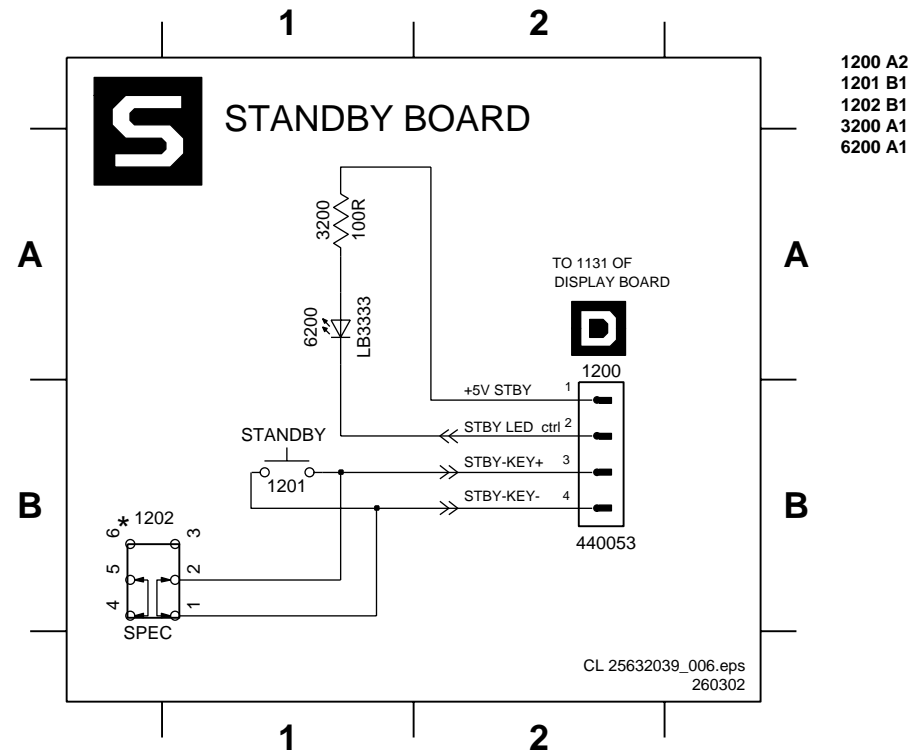 1 2
S STANDBY BOARD
1200 A2
1201 B1
1202 B1
3200 A1
6200 A1
3200
100R
A A
TO 1131 OF
DISPLAY BOARD
D
6200
LB3333
1200
+5V STBY 1
STBY LED ctrl 2
STANDBY
STBY-KEY+ 3
1201
STBY-KEY- 4
B B
440053
* 1202
6 3
5 2
4 1
SPEC
CL 25632039_006.eps
260302
1 2